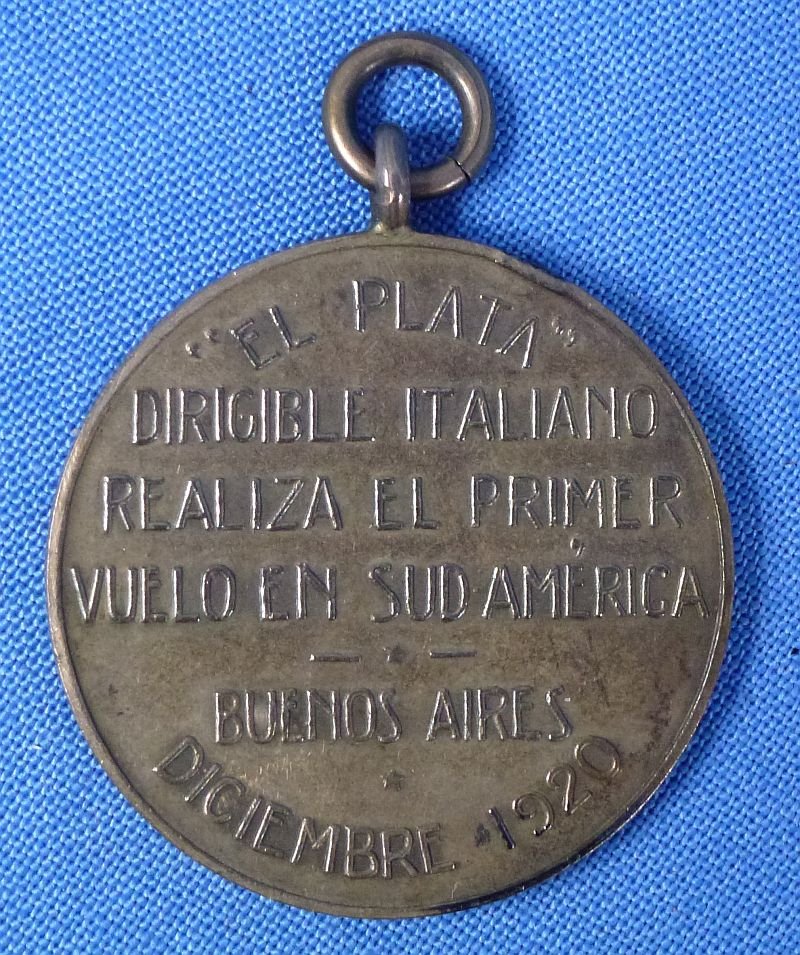 "EL PLATA"
DIRIGIBLE ITALIANO
REALIZA EL PRIMER
VUELO EN SUD·AMÉRICA
BUENOS AIRES
DICIEMBRE 1920